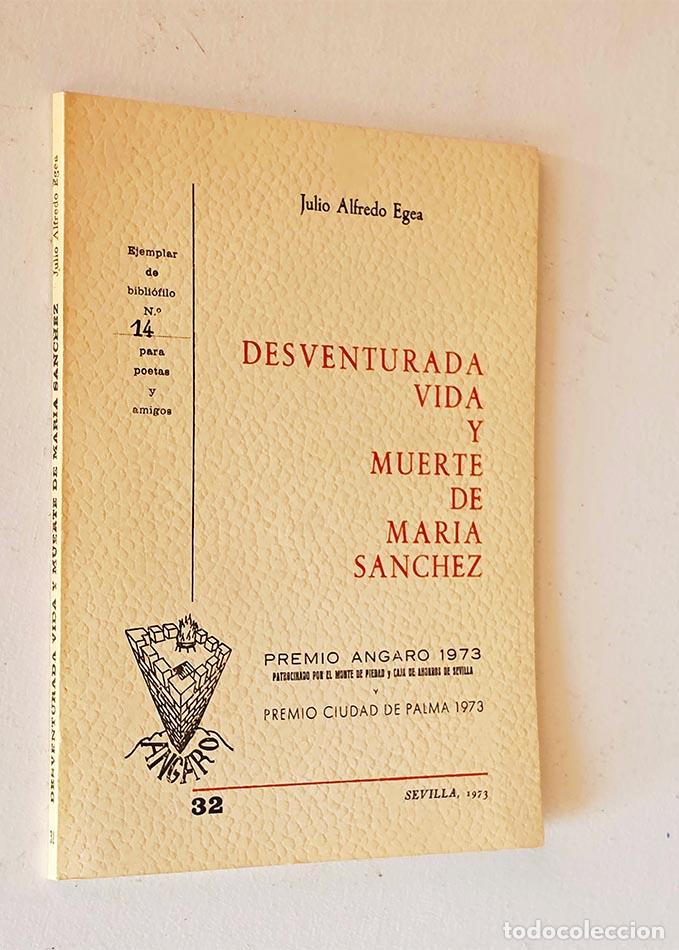 Julio Alfredo Egea
Ejemplar
de
bibliófilo
N.º
14
para
poetas
y
amigos
DESVENTURADA
VIDA
Y
MUERTE
DE
MARIA
SANCHEZ
PREMIO ANGARO 1973
PATROCINADO POR EL MONTE DE PIEDAD y CAJA DE AHORROS DE SEVILLA
Y
PREMIO CIUDAD DE PALMA 1973
ANGARO
32
SEVILLA, 1973
32 DESVENTURADA VIDA Y MUERTE DE MARIA SANCHEZ Julio Alfredo Egea
todocoleccion